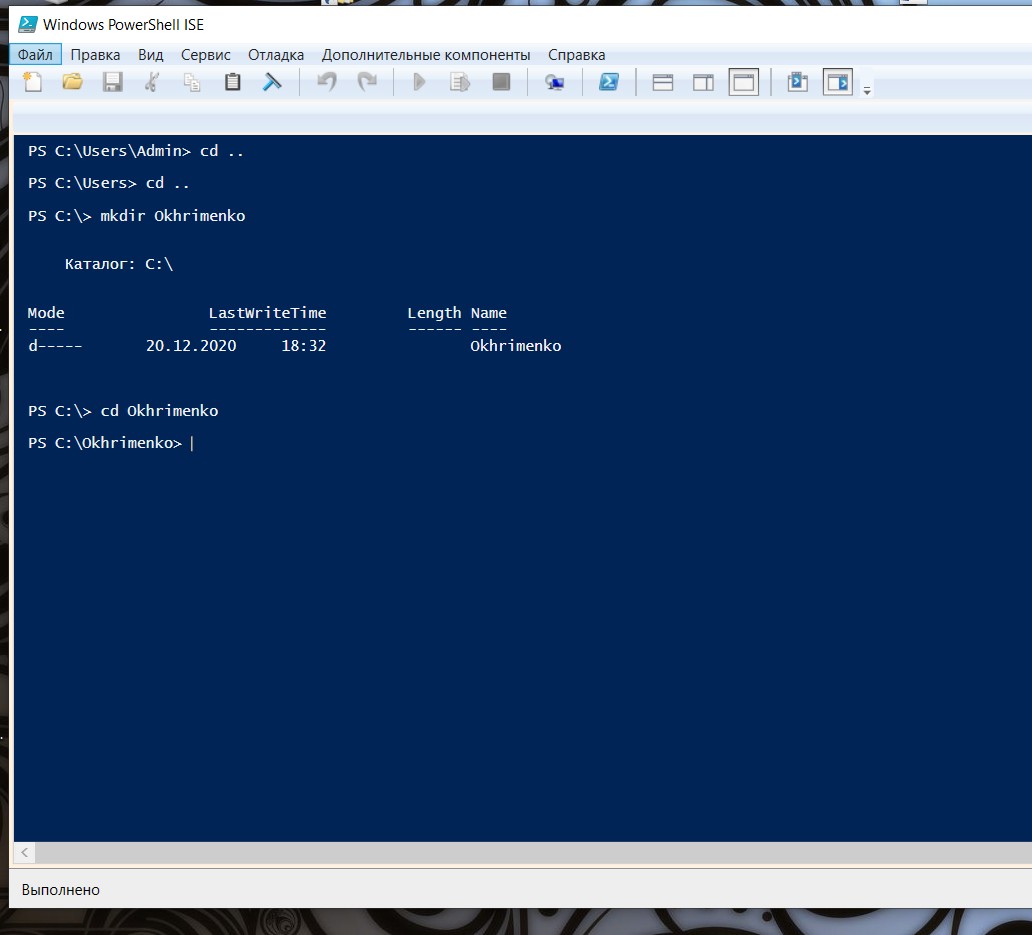 Windows PowerShell ISE
Файл Правка Вид Сервис Отладка Дополнительные компоненты Справка
PS C:\Users\Admin> cd ..
PS C:\Users> cd ..
PS C:\> mkdir Okhrimenko
Каталог: C:\
Mode LastWriteTime Length Name
---- ------------- ------ ----
d----- 20.12.2020 18:32 Okhrimenko
PS C:\> cd Okhrimenko
PS C:\Okhrimenko>
Выполнено